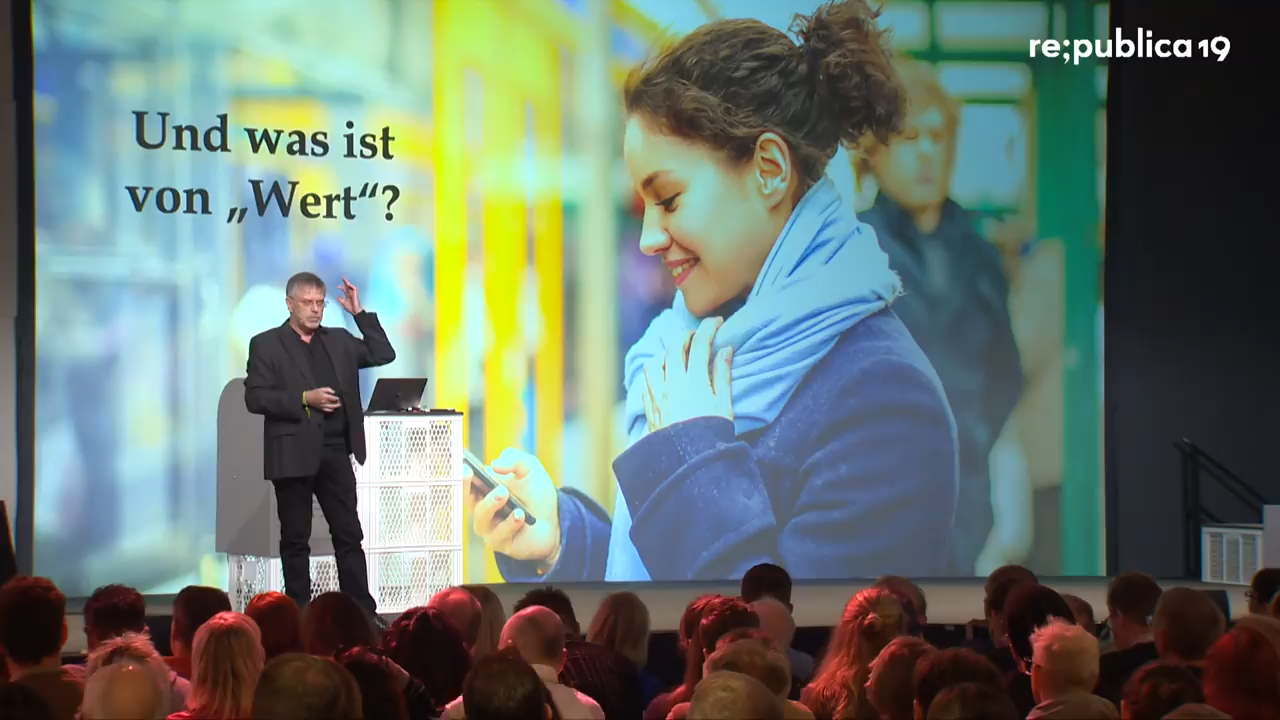 re;publica 19
Und was ist
von „Wert“?